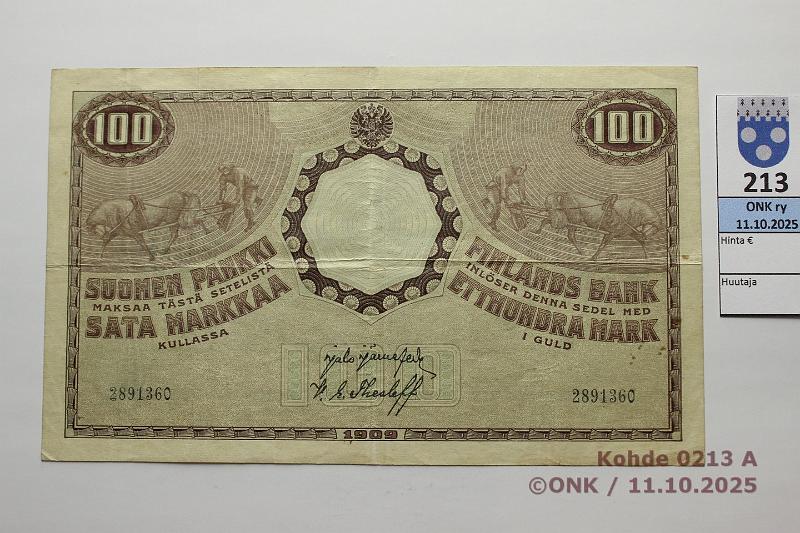 100
100
SUOMEN PANKKI
MAKSAA TÄSTÄ SETELISTÄ
SATA MARKKAA
KULLASSA
FINLANDS BANK
INLÖSER DENNA SEDEL MED
ETTHUNDRA MARK
I GULD
100
2891360
2891360
1909
213
ONK ry
11.10.2025
Hinta €
Huutaja
Kohde 0213 A
©ONK / 11.10.2025